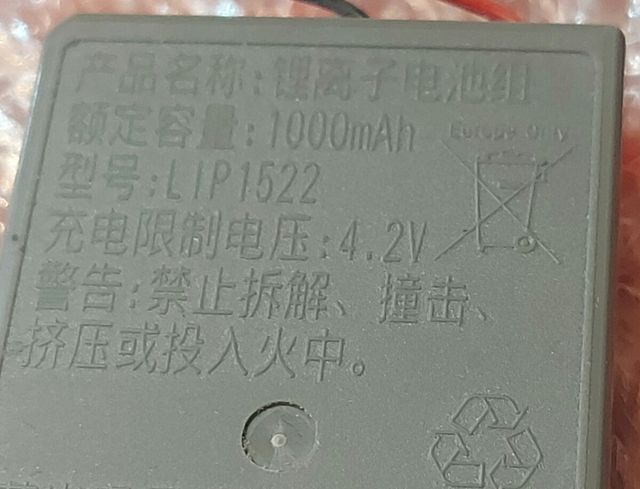 产品名称:锂离子电池组
额定容量:1000mAh
Europe Only
型号:LIP1522
充电限制电压:4.2V
警告:禁止拆解、撞击、
挤压或投入火中。